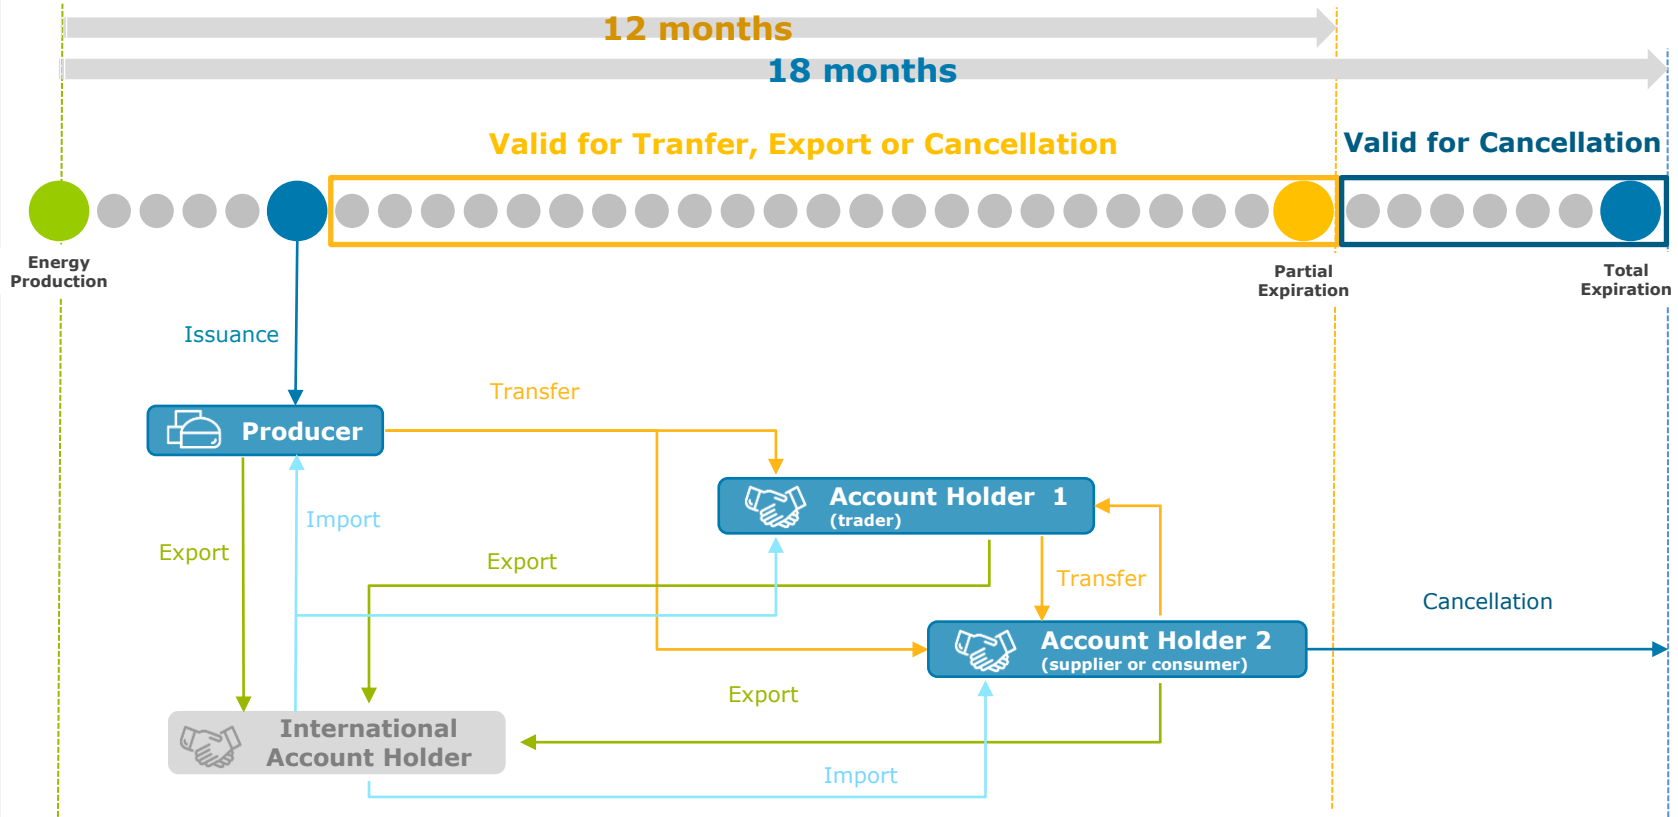 12 months
18 months
Valid for Tranfer, Export or Cancellation
Valid for Cancellation
Energy
Production
Partial
Expiration
Total
Expiration
Issuance
Transfer
Producer
Account Holder 1
(trader)
Import
Export
Export
Transfer
Cancellation
Account Holder 2
(supplier or consumer)
Export
International
Account Holder
Import